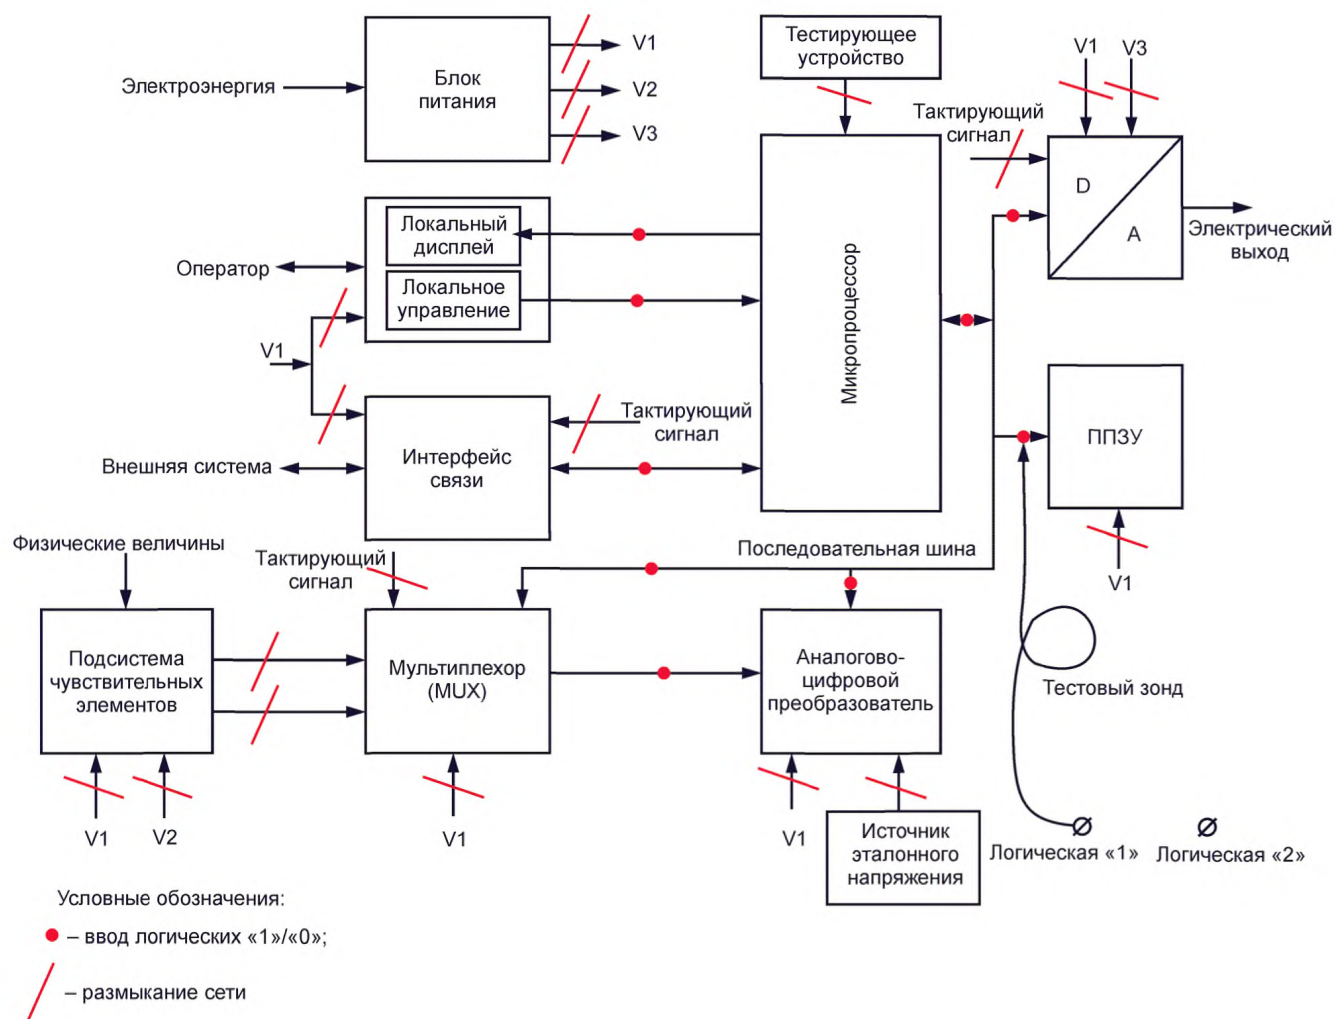 Электроэнергия
Блок
питания
V1
V2
V3
Тестирующее
устройство
V1
V3
Тактирующий
сигнал
D
A
Электрический
выход
Оператор
Локальный
дисплей
Локальное
управление
Микропроцессор
V1
Внешняя система
Интерфейс
связи
Тактирующий
сигнал
ППЗУ
V1
Физические величины
Тактирующий
сигнал
Последовательная шина
Подсистема
чувствительных
элементов
Мультиплехор
(MUX)
Аналогово-
цифровой
преобразователь
Тестовый зонд
V1
V2
V1
V1
Источник
эталонного
напряжения
Логическая «1»
Логическая «2»
Условные обозначения:
– ввод логических «1»/«0»;
– размыкание сети